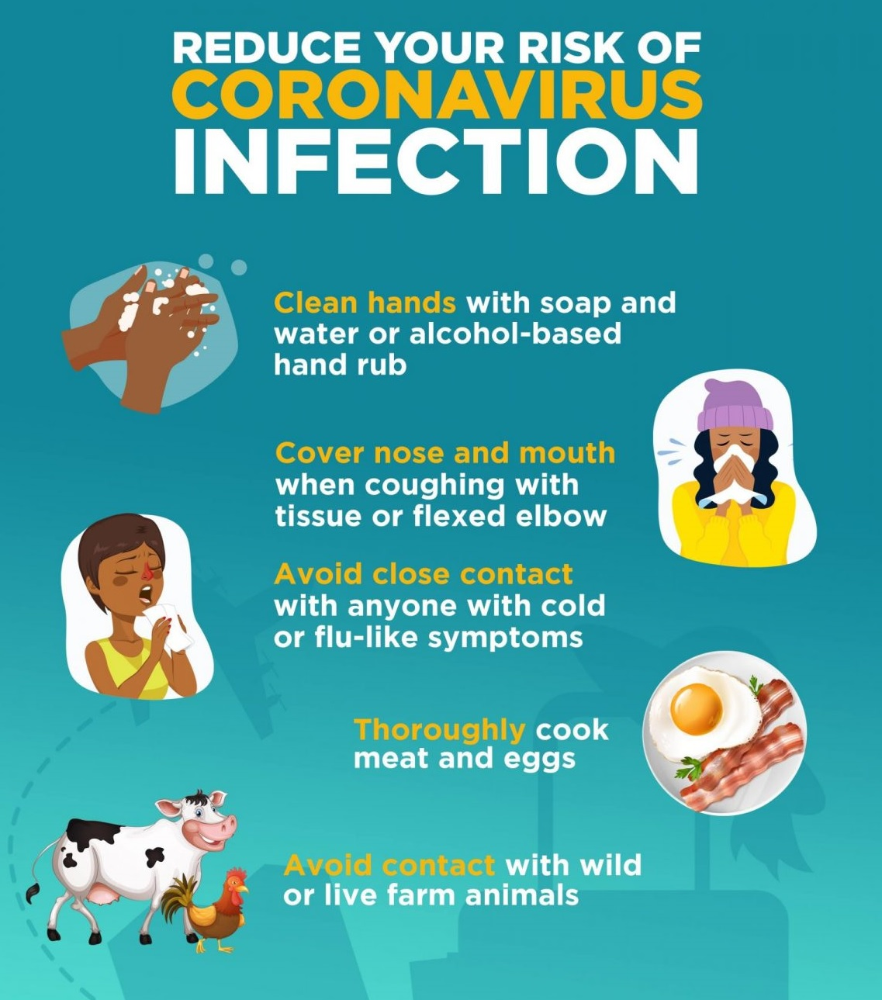 REDUCE YOUR RISK OF
CORONAVIRUS
INFECTION
Clean hands with soap and
water or alcohol-based
hand rub
Cover nose and mouth
when coughing with
tissue or flexed elbow
Avoid close contact
with anyone with cold
or flu-like symptoms
Thoroughly cook
meat and eggs
Avoid contact with wild
or live farm animals